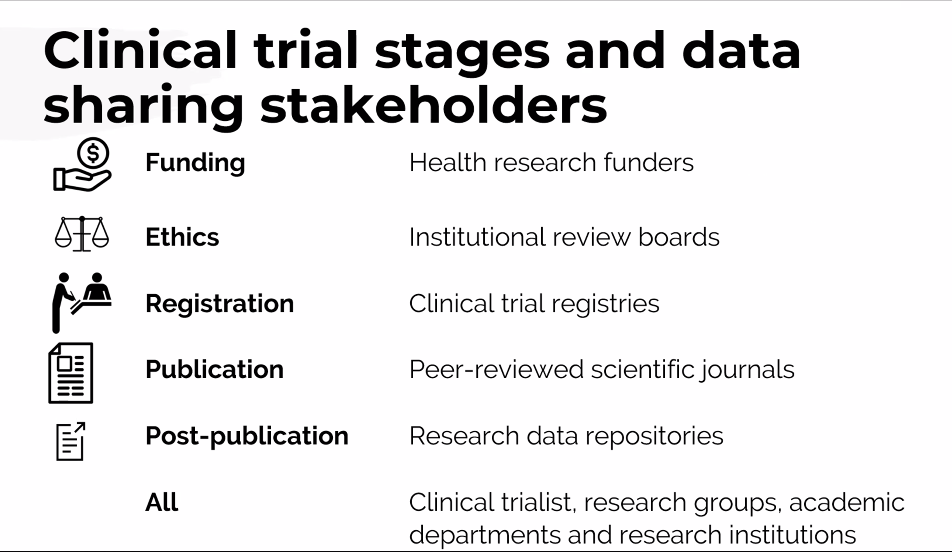 Clinical trial stages and data
sharing stakeholders
$
Funding Health research funders
Ethics Institutional review boards
Registration Clinical trial registries
Publication Peer-reviewed scientific journals
Post-publication Research data repositories
All Clinical trialist, research groups, academic
departments and research institutions